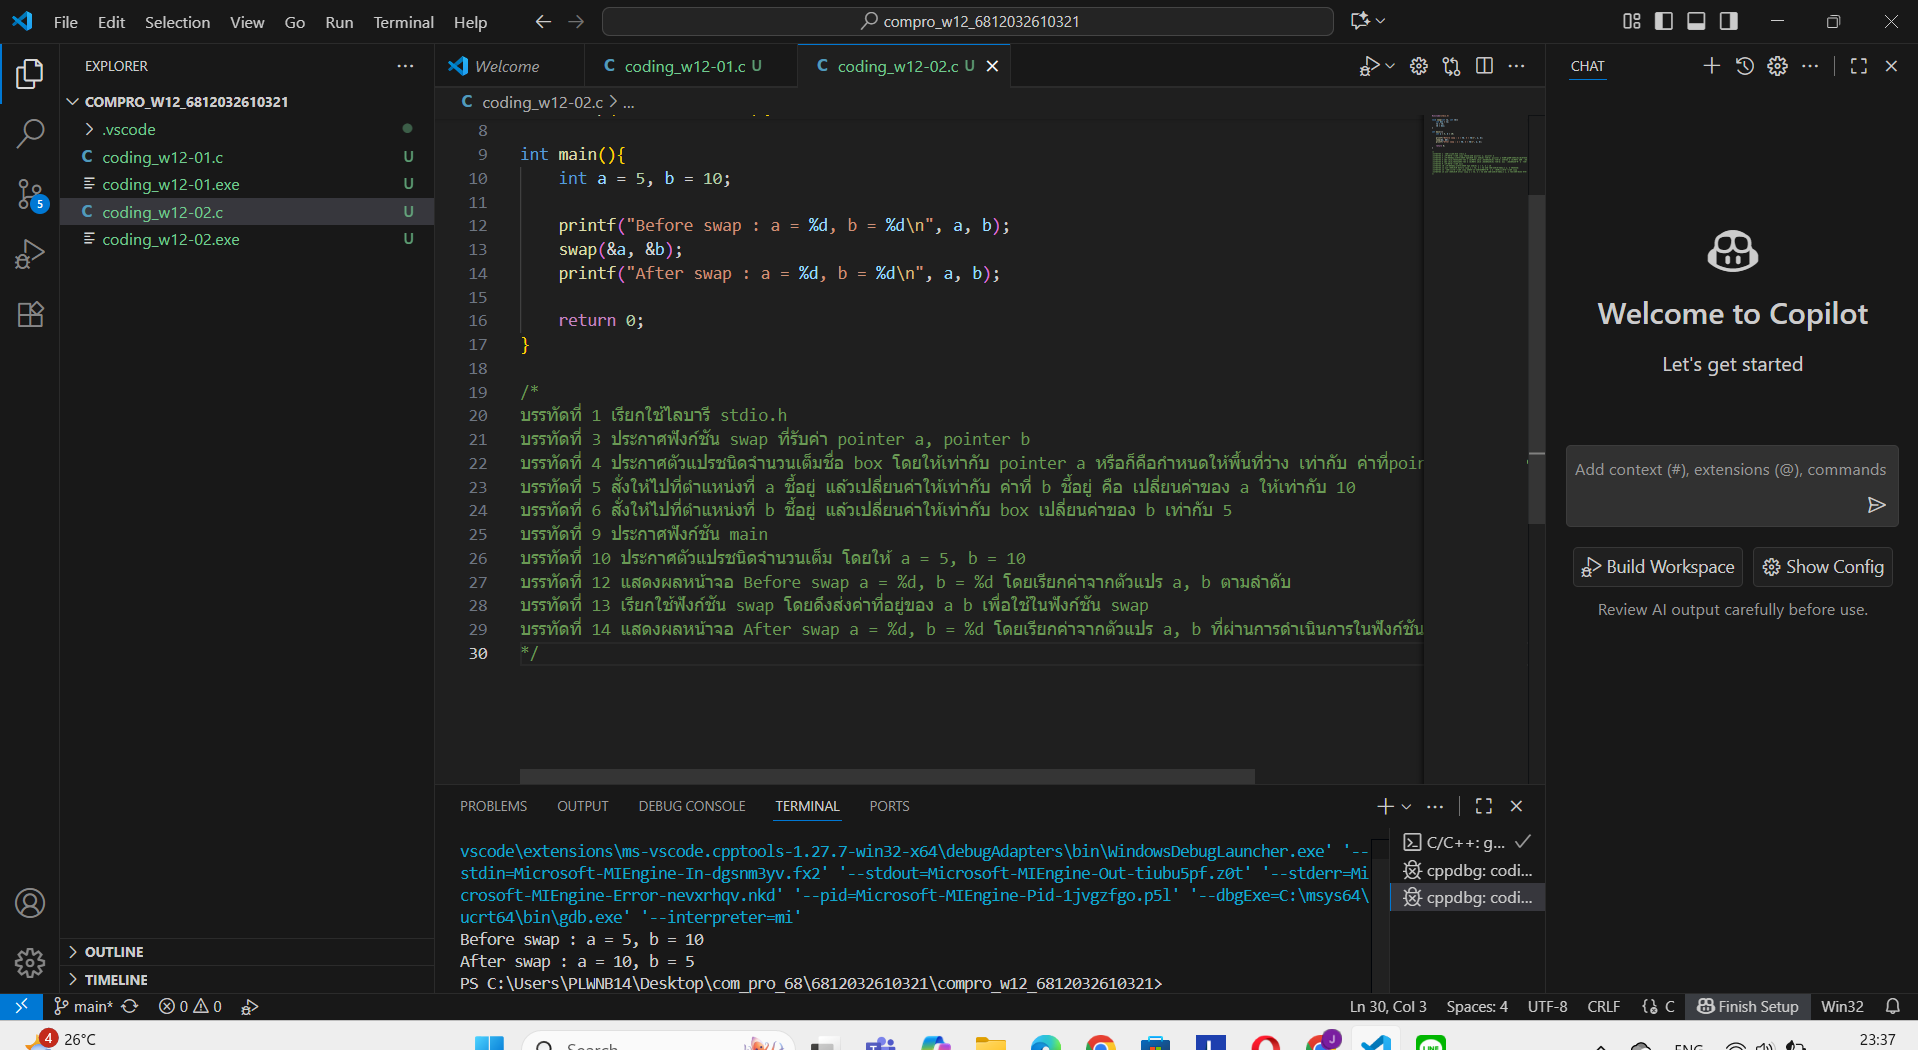 File Edit Selection View Go Run Terminal Help
compro_w12_6812032610321
EXPLORER
COMPRO_W12_6812032610321
.vscode
coding_w12-01.c U
coding_w12-01.exe U
coding_w12-02.c U
coding_w12-02.exe U
5
OUTLINE
TIMELINE
Welcome
C coding_w12-01.c U
C coding_w12-02.c U
C coding_w12-02.c > ...
8
9 int main(){
10 int a = 5, b = 10;
11
12 printf("Before swap : a = %d, b = %d\n", a, b);
13 swap(&a, &b);
14 printf("After swap : a = %d, b = %d\n", a, b);
15
16 return 0;
17 }
18
19 /*
20 บรรทัดที่ 1 เรียกใช้ไลบารี stdio.h
21 บรรทัดที่ 3 ประกาศฟังก์ชัน swap ที่รับค่า pointer a, pointer b
22 บรรทัดที่ 4 ประกาศตัวแปรชนิดจำนวนเต็มชื่อ box โดยให้เท่ากับ pointer a หรือก็คือกำหนดให้พื้นที่ว่าง เท่ากับ ค่าที่poin
23 บรรทัดที่ 5 สั่งให้ไปที่ตำแหน่งที่ a ชี้อยู่ แล้วเปลี่ยนค่าให้เท่ากับ ค่าที่ b ชี้อยู่ คือ เปลี่ยนค่าของ a ให้เท่ากับ 10
24 บรรทัดที่ 6 สั่งให้ไปที่ตำแหน่งที่ b ชี้อยู่ แล้วเปลี่ยนค่าให้เท่ากับ box เปลี่ยนค่าของ b เท่ากับ 5
25 บรรทัดที่ 9 ประกาศฟังก์ชัน main
26 บรรทัดที่ 10 ประกาศตัวแปรชนิดจำนวนเต็ม โดยให้ a = 5, b = 10
27 บรรทัดที่ 12 แสดงผลหน้าจอ Before swap a = %d, b = %d โดยเรียกค่าจากตัวแปร a, b ตามลำดับ
28 บรรทัดที่ 13 เรียกใช้ฟังก์ชัน swap โดยดึงส่งค่าที่อยู่ของ a b เพื่อใช้ในฟังก์ชัน swap
29 บรรทัดที่ 14 แสดงผลหน้าจอ After swap a = %d, b = %d โดยเรียกค่าจากตัวแปร a, b ที่ผ่านการดำเนินการในฟังก์ชัน
30 */
PROBLEMS OUTPUT DEBUG CONSOLE TERMINAL PORTS
vscode\extensions\ms-vscode.cpptools-1.27.7-win32-x64\debugAdapters\bin\WindowsDebugLauncher.exe' '--
stdin=Microsoft-MIEngine-In-dgsnm3yv.fx2' '--stdout=Microsoft-MIEngine-Out-tiubu5pf.z0t' '--stderr=Mi
crosoft-MIEngine-Error-nevxrhqv.nkd' '--pid=Microsoft-MIEngine-Pid-1jvgzfgo.p5l' '--dbgExe=C:\msys64\
ucrt64\bin\gdb.exe' '--interpreter=mi'
Before swap : a = 5, b = 10
After swap : a = 10, b = 5
PS C:\Users\PLWNB14\Desktop\com_pro_68\6812032610321\compro_w12_6812032610321>
C/C++: g...
cppdbg: codi...
cppdbg: codi...
CHAT
Welcome to Copilot
Let's get started
Add context (#), extensions (@), commands
Build Workspace
Show Config
Review AI output carefully before use.
main* 0 0
Ln 30, Col 3 Spaces: 4 UTF-8 CRLF {} C Finish Setup Win32
4 26°C
Search
ENG
23:37